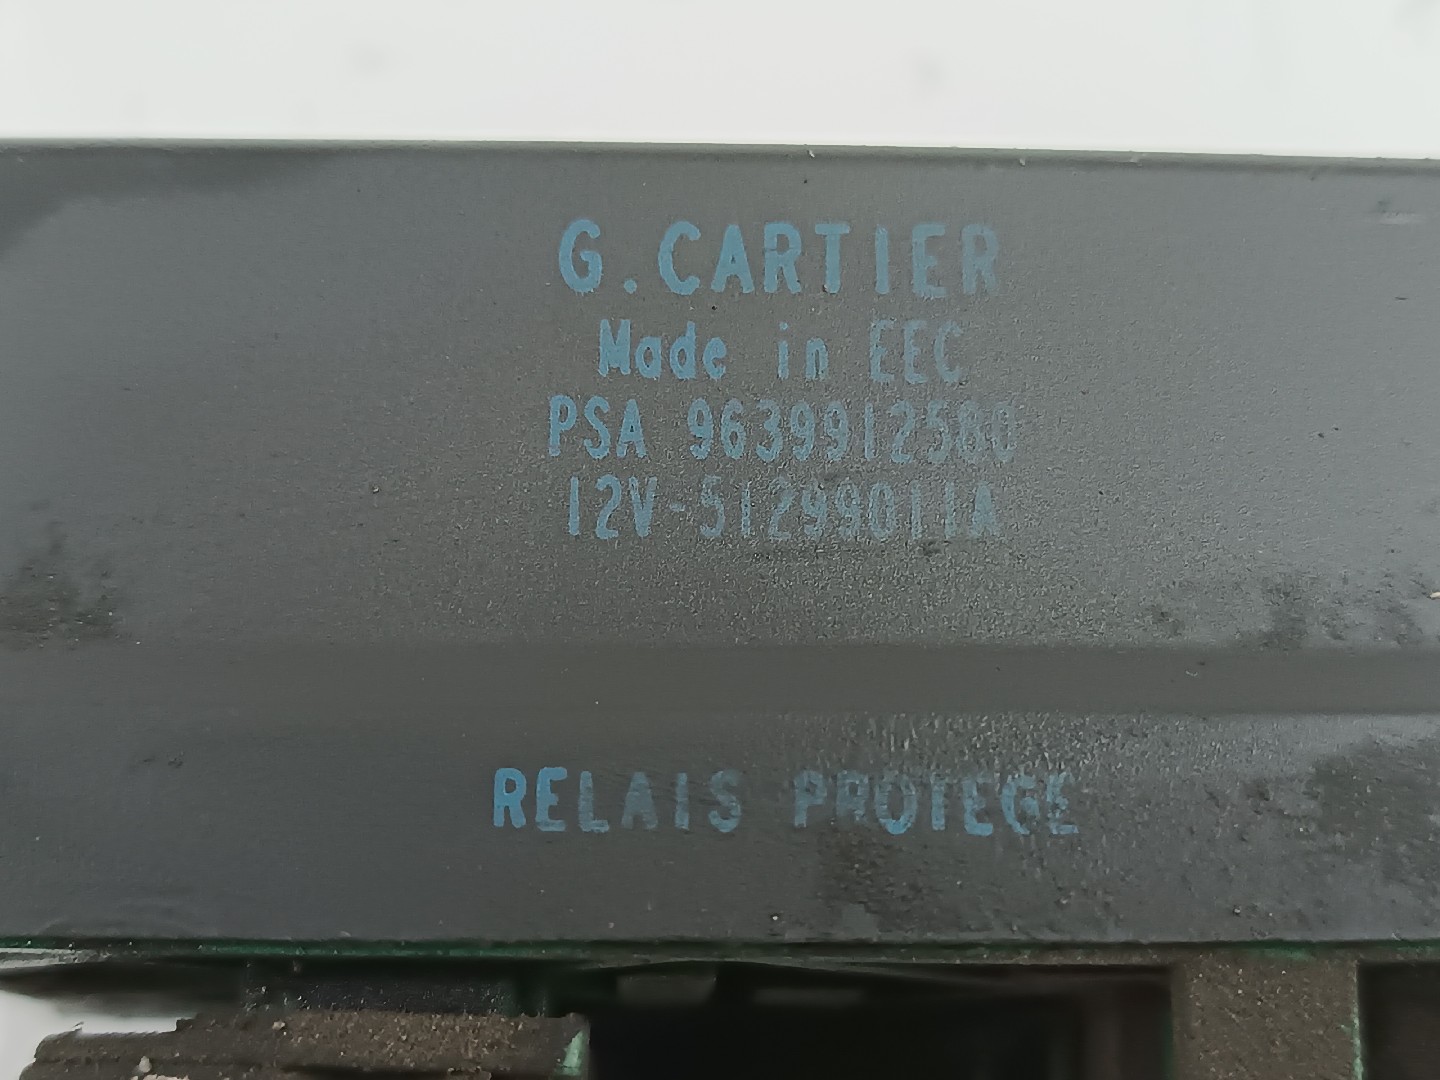 G.CARTIER
Made in EEC
PSA 9639912580
12V-51299011A
RELAIS PROTEGE